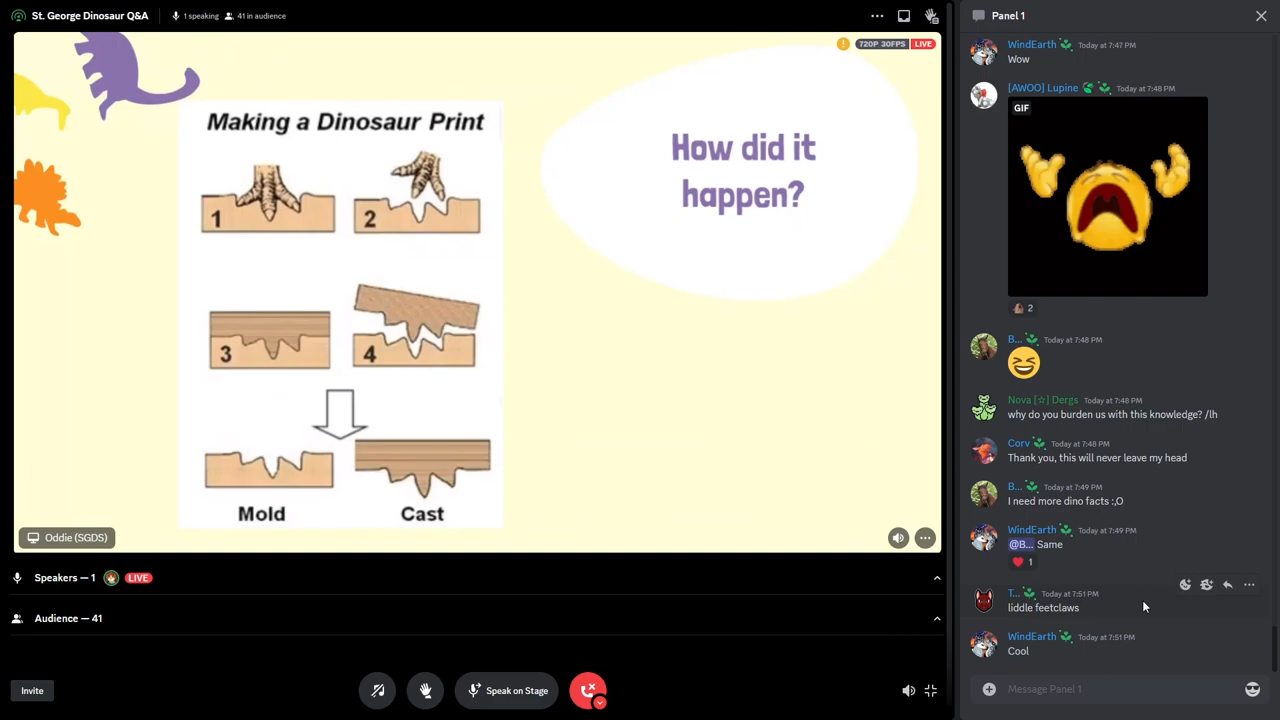 St. George Dinosaur Q&A
1 speaking
41 in audience
720P 30FPS
LIVE
Making a Dinosaur Print
1
2
3
4
Mold
Cast
How did it
happen?
Oddie (SGDS)
Speakers — 1
LIVE
Audience — 41
Invite
Speak on Stage
Panel 1
WindEarth Today at 7:47 PM
Wow
[AWOO] Lupine Today at 7:48 PM
GIF
2
B... Today at 7:48 PM
Nova [☆] Dergs Today at 7:48 PM
why do you burden us with this knowledge? /lh
Corv Today at 7:48 PM
Thank you, this will never leave my head
B... Today at 7:49 PM
I need more dino facts :,O
WindEarth Today at 7:49 PM
@B... Same
1
T... Today at 7:51 PM
liddle feetclaws
WindEarth Today at 7:51 PM
Cool
Message Panel 1